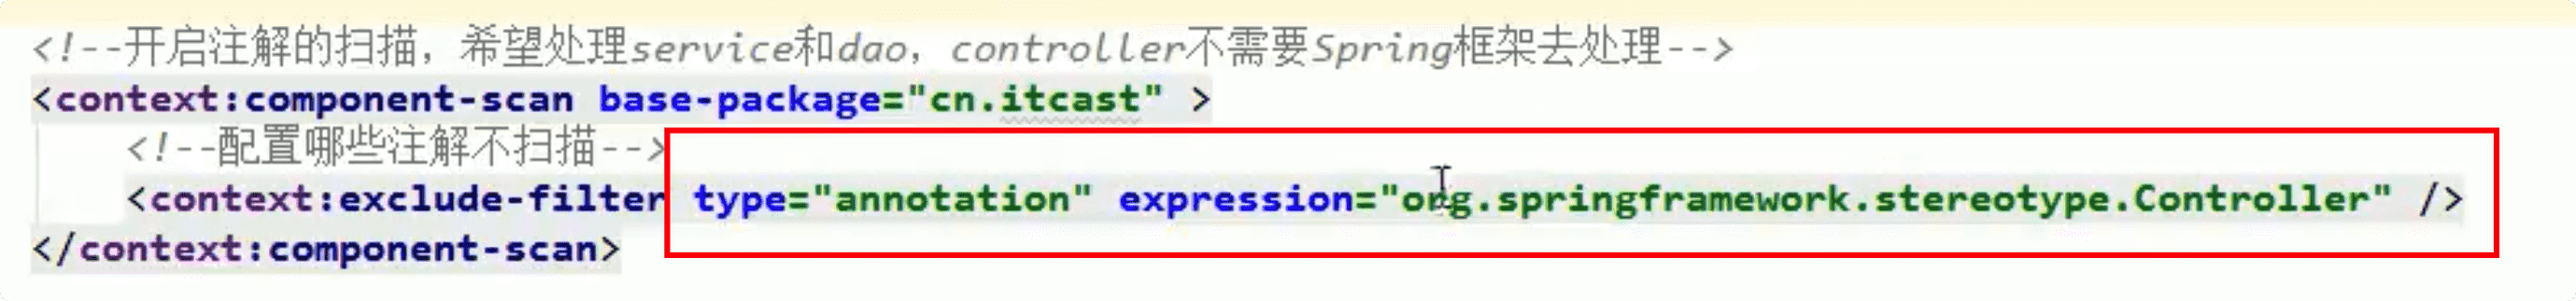 <!--开启注解的扫描，希望处理service和dao，controller不需要Spring框架去处理-->
<context:component-scan base-package="cn.itcast" >
<!--配置哪些注解不扫描-->
<context:exclude-filter type="annotation" expression="org.springframework.stereotype.Controller" />
</context:component-scan>